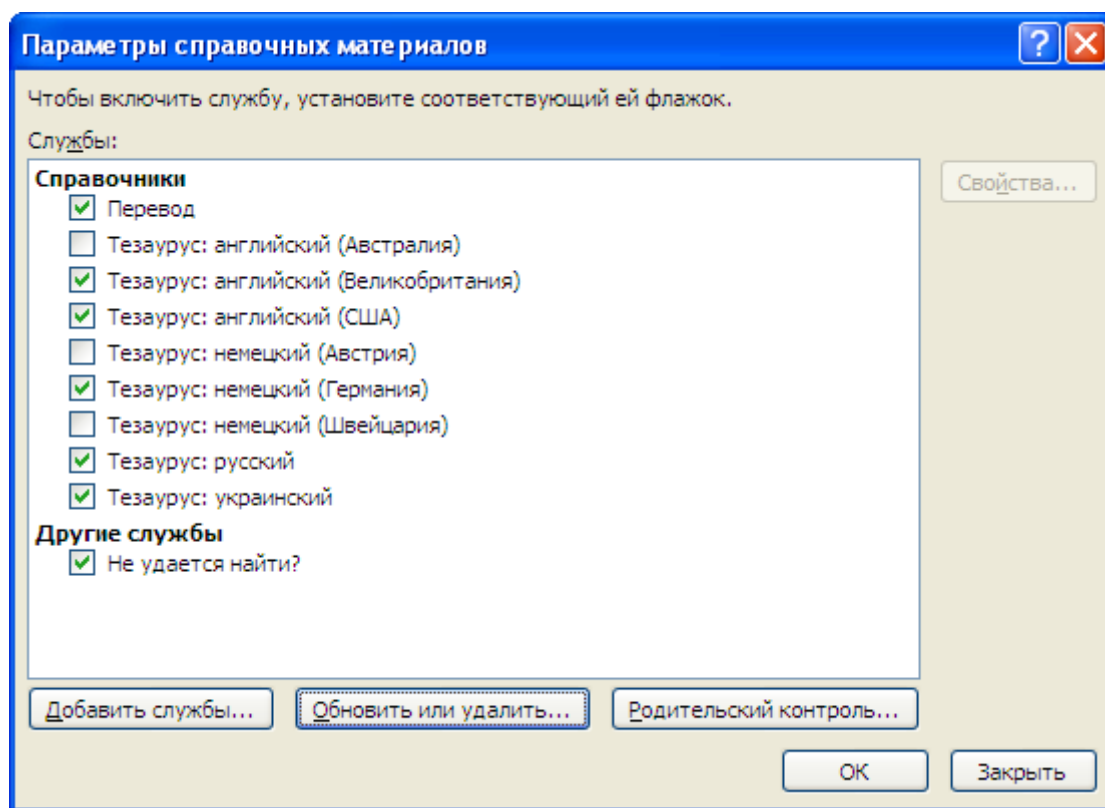 Параметры справочных материалов
Чтобы включить службу, установите соответствующий ей флажок.
Службы:
Справочники
Свойства...
Перевод
Тезаурус: английский (Австралия)
Тезаурус: английский (Великобритания)
Тезаурус: английский (США)
Тезаурус: немецкий (Австрия)
Тезаурус: немецкий (Германия)
Тезаурус: немецкий (Швейцария)
Тезаурус: русский
Тезаурус: украинский
Другие службы
Не удается найти?
Добавить службы... Обновить или удалить... Родительский контроль...
ОК Закрыть